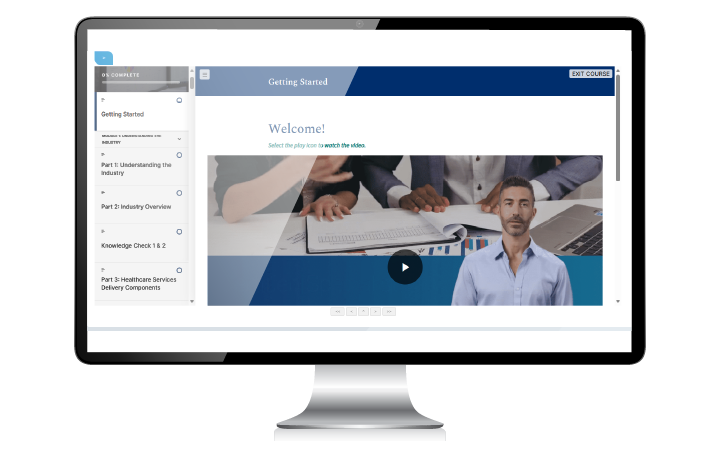 0% COMPLETE
Getting Started
EXIT COURSE
Getting Started
INDUSTRY
Part 1: Understanding the
Industry
Part 2: Industry Overview
Knowledge Check 1 & 2
Part 3: Healthcare Services
Delivery Components
Welcome!
Select the play icon to watch the video.